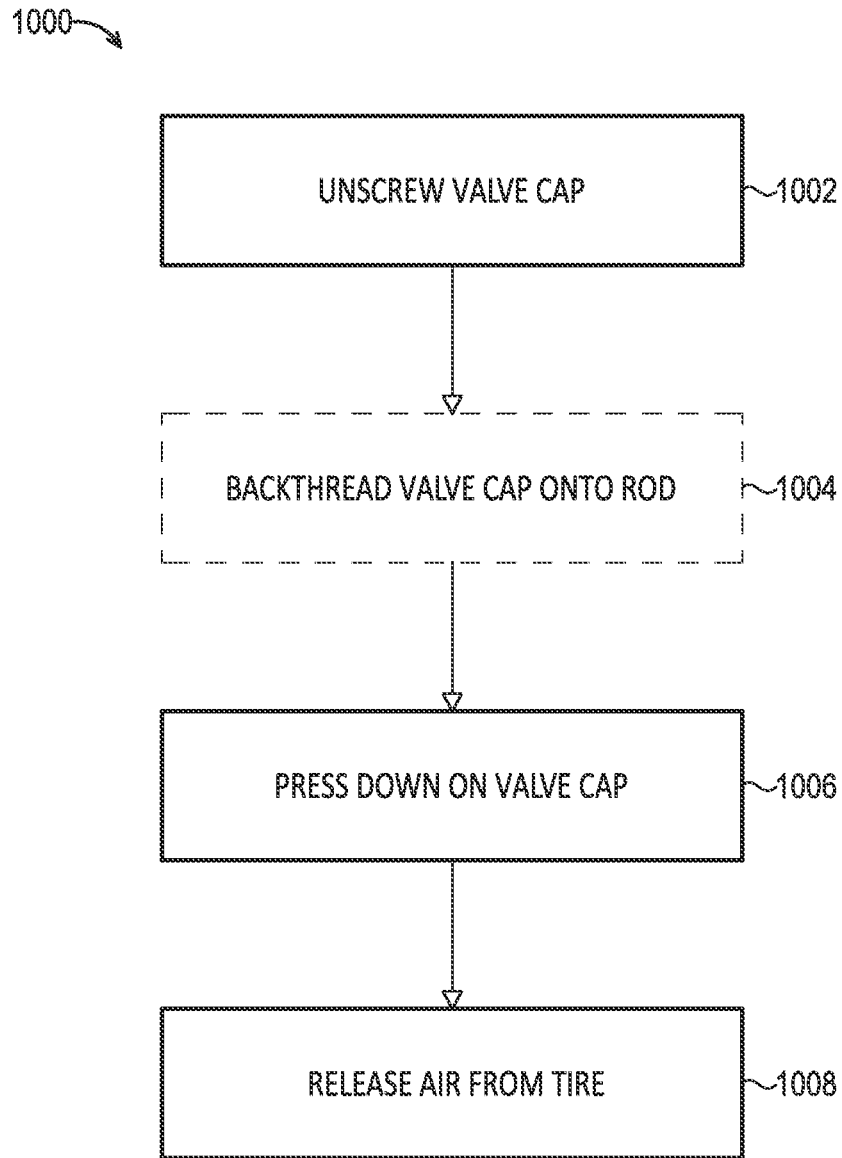 1000
UNSCREW VALVE CAP
1002
BACKTHREAD VALVE CAP ONTO ROD
1004
PRESS DOWN ON VALVE CAP
1006
RELEASE AIR FROM TIRE
1008